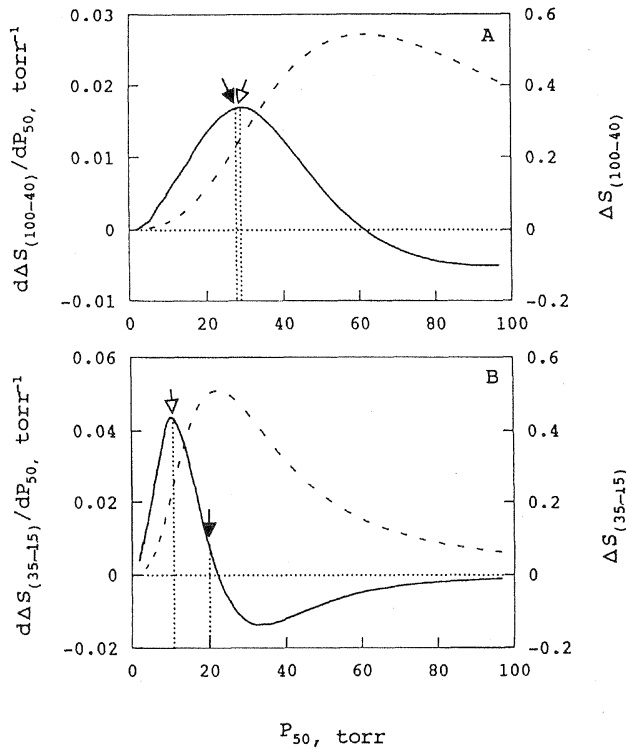 A
dΔS(100–40)/dP50, torr⁻¹
0.03
0.02
0.01
0
-0.01
0.6
0.4
0.2
0
-0.2
ΔS(100–40)
0 20 40 60 80 100
B
dΔS(35–15)/dP50, torr⁻¹
0.06
0.04
0.02
0
-0.02
0.6
0.4
0.2
0
-0.2
ΔS(35–15)
0 20 40 60 80 100
P50, torr